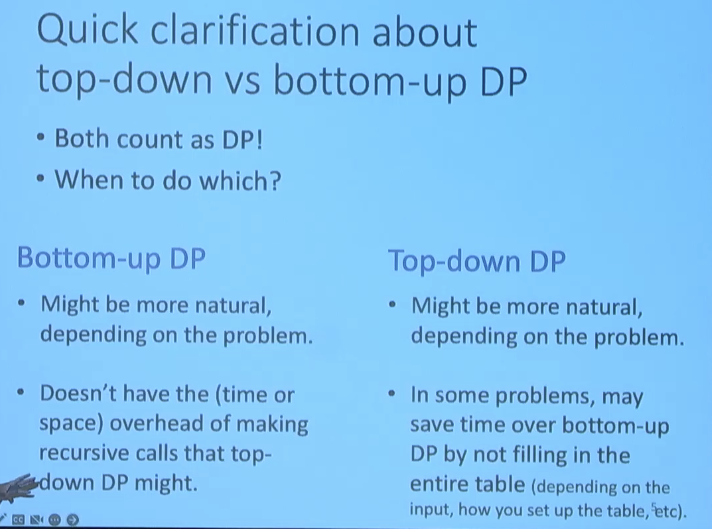 Quick clarification about
top-down vs bottom-up DP
• Both count as DP!
• When to do which?
Bottom-up DP
• Might be more natural,
depending on the problem.
• Doesn't have the (time or
space) overhead of making
recursive calls that top-
down DP might.
Top-down DP
• Might be more natural,
depending on the problem.
• In some problems, may
save time over bottom-up
DP by not filling in the
entire table (depending on the
input, how you set up the table, etc).
5